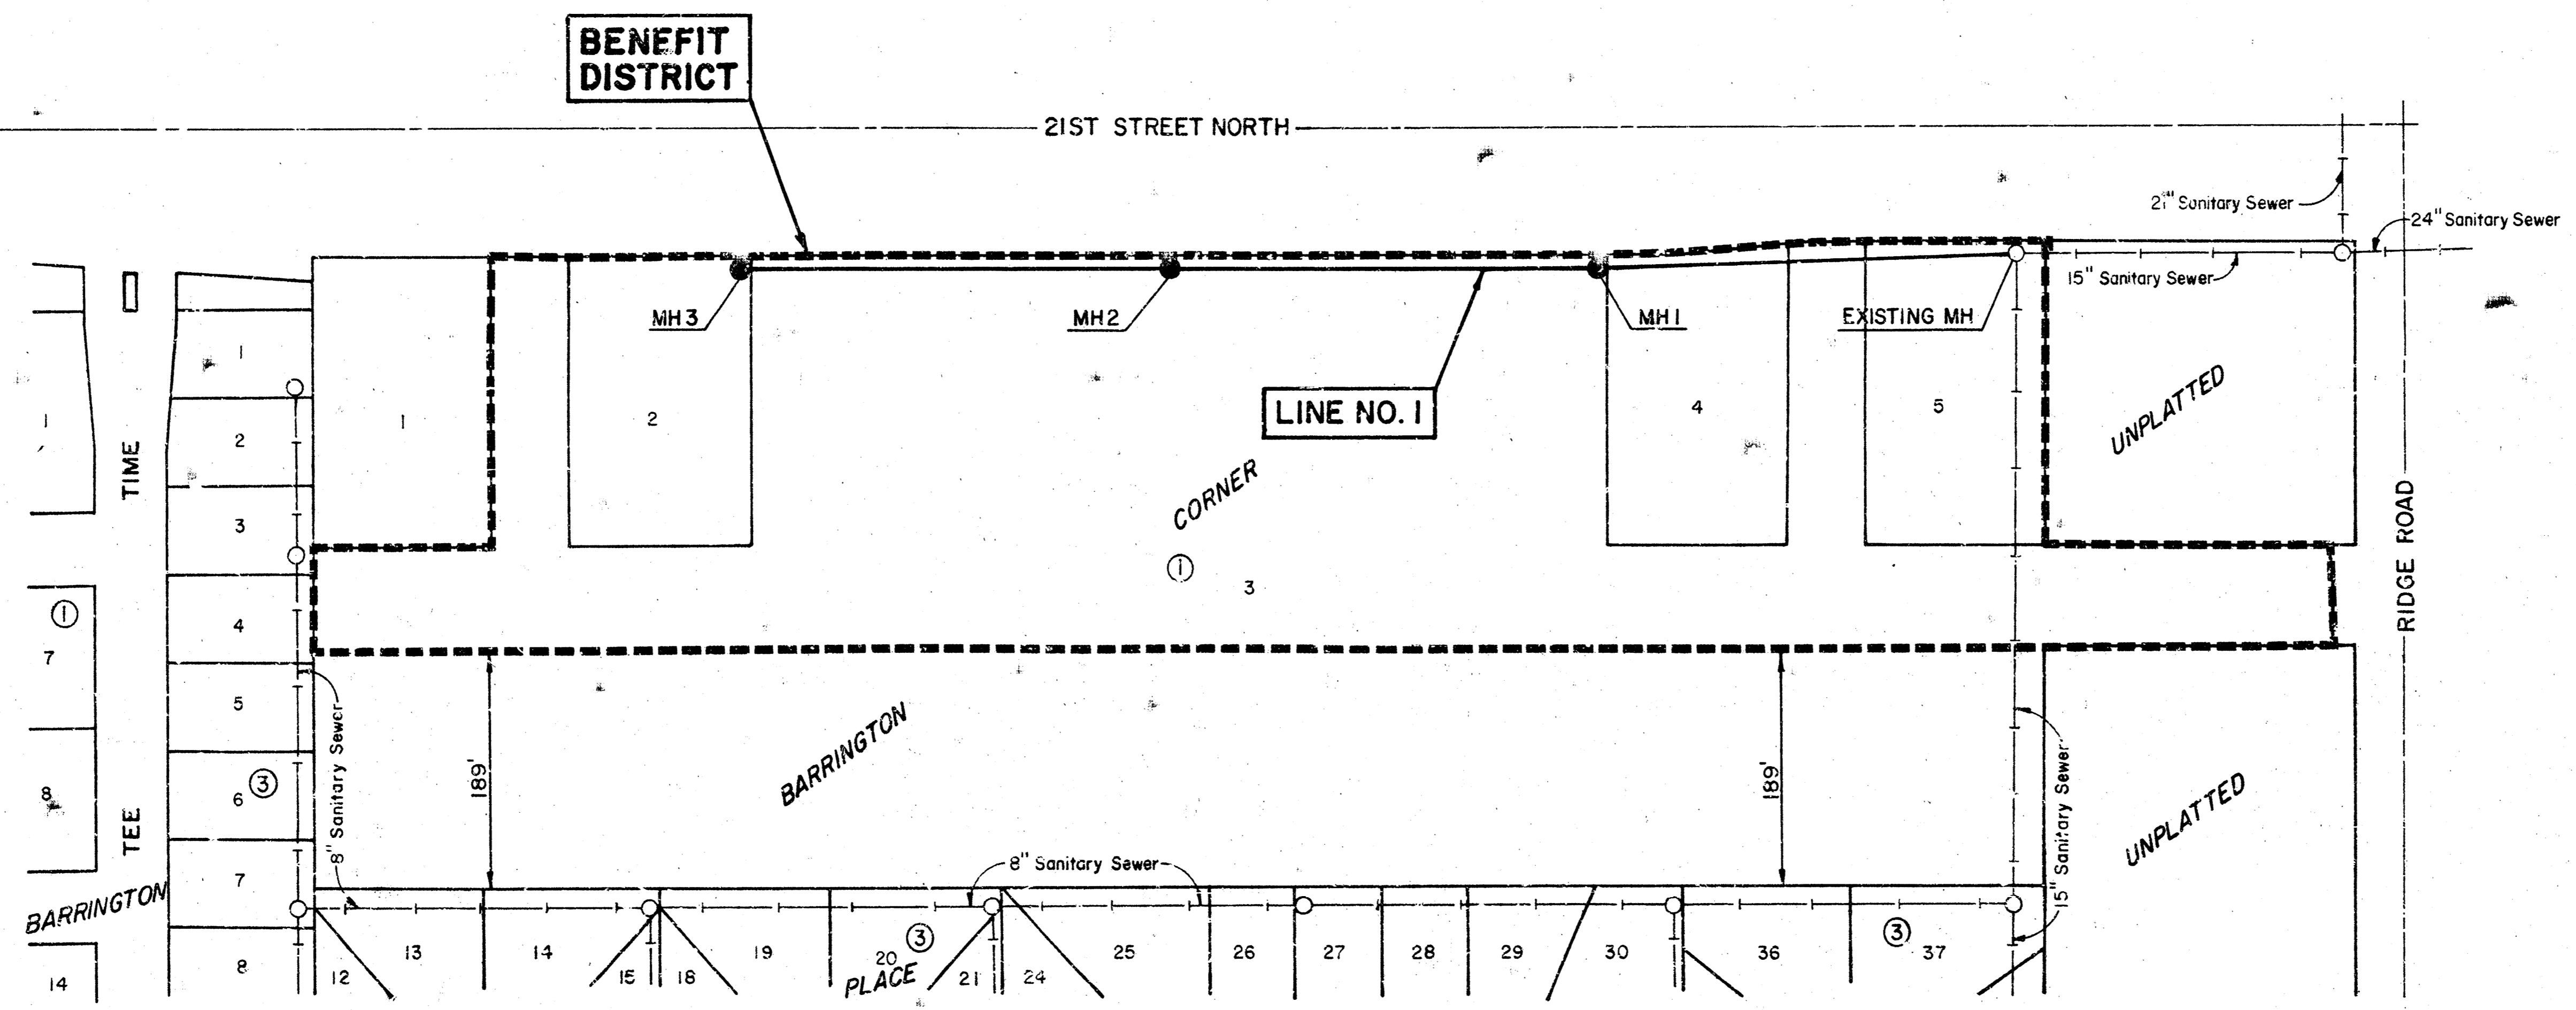 BENEFIT
DISTRICT
21ST STREET NORTH
21" Sanitary Sewer
24" Sanitary Sewer
15" Sanitary Sewer
MH3
MH2
MH1
EXISTING MH
LINE NO. 1
1
1
2
3
4
5
6
7
8
1
2
4
5
UNPLATTED
CORNER
1
3
TIME
TEE
1
7
8
14
3
RIDGE ROAD
BARRINGTON
189'
189'
8" Sanitary Sewer
15" Sanitary Sewer
UNPLATTED
8" Sanitary Sewer
BARRINGTON
12
13
14
15
18
19
20
3
PLACE
21
24
25
26
27
28
29
30
36
3
37